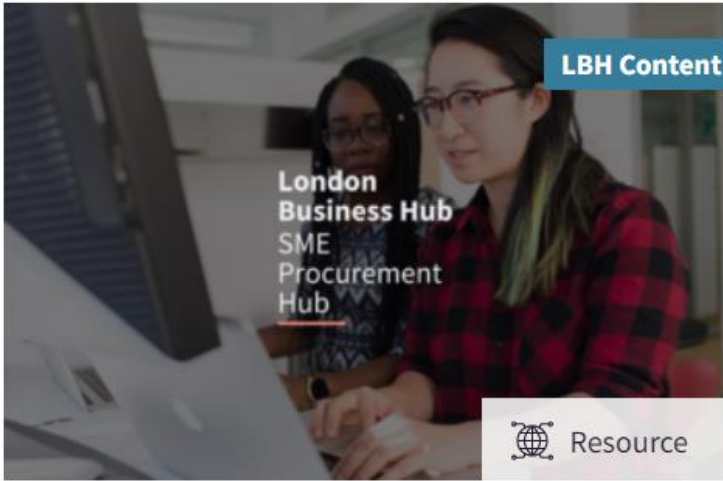 LBH Content
London
Business Hub
SME
Procurement
Hub
Resource